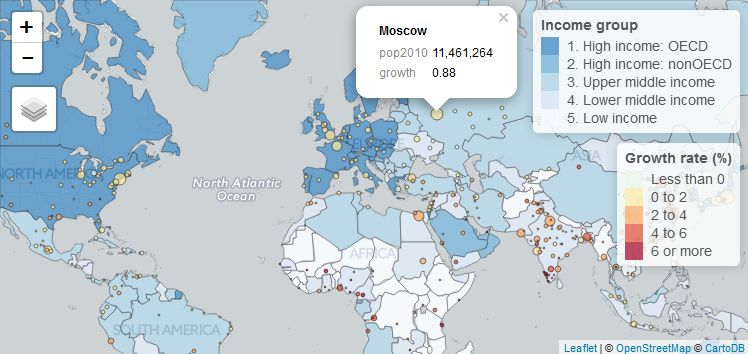 +
−
Moscow
×
pop2010 11,461,264
growth 0.88
Income group
1. High income: OECD
2. High income: nonOECD
3. Upper middle income
4. Lower middle income
5. Low income
Growth rate (%)
Less than 0
0 to 2
2 to 4
4 to 6
6 or more
NORTH AMERICA
North Atlantic
Ocean
EUROPE
ASIA
AFRICA
SOUTH AMERICA
Leaflet | © OpenStreetMap © CartoDB